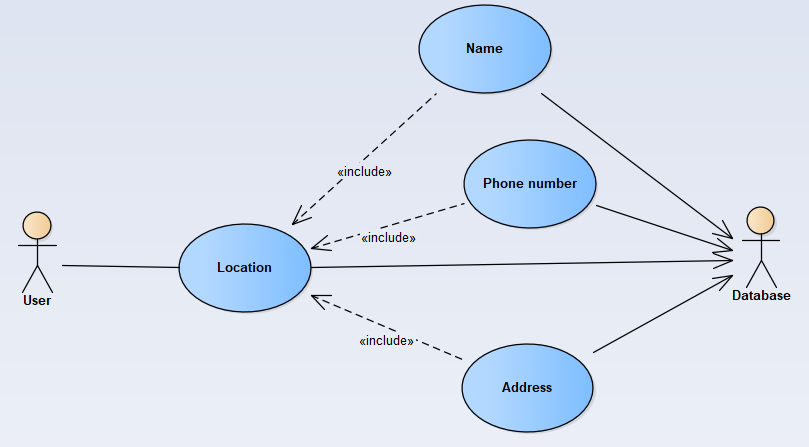 Name
«include»
Phone number
«include»
Location
User
Database
«include»
Address